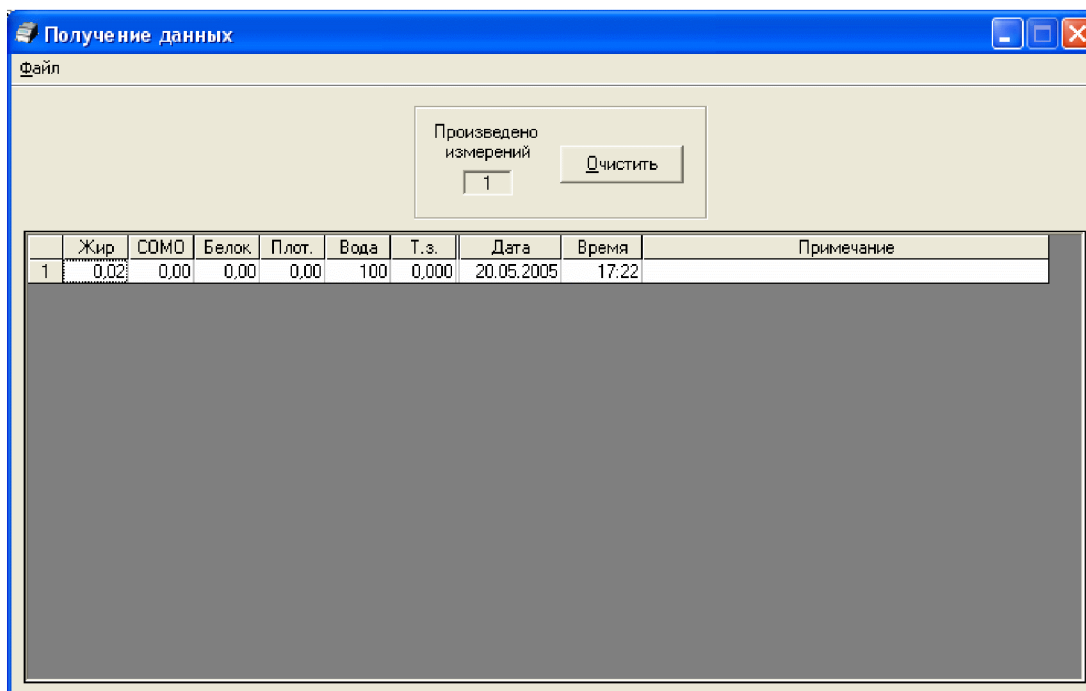 Получение данных
Файл
Произведено
измерений
1
Очистить
Жир СОМО Белок Плот. Вода Т.з. Дата Время Примечание
1 0,02 0,00 0,00 0,00 100 0,000 20.05.2005 17:22